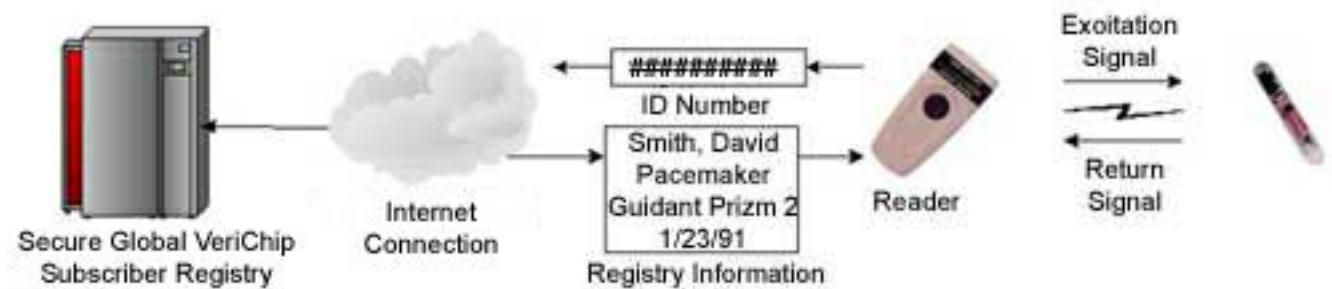 Secure Global VeriChip
Subscriber Registry
Internet
Connection
##########
ID Number
Smith, David
Pacemaker
Guidant Prizm 2
1/23/91
Registry Information
Reader
Exoitation
Signal
Return
Signal